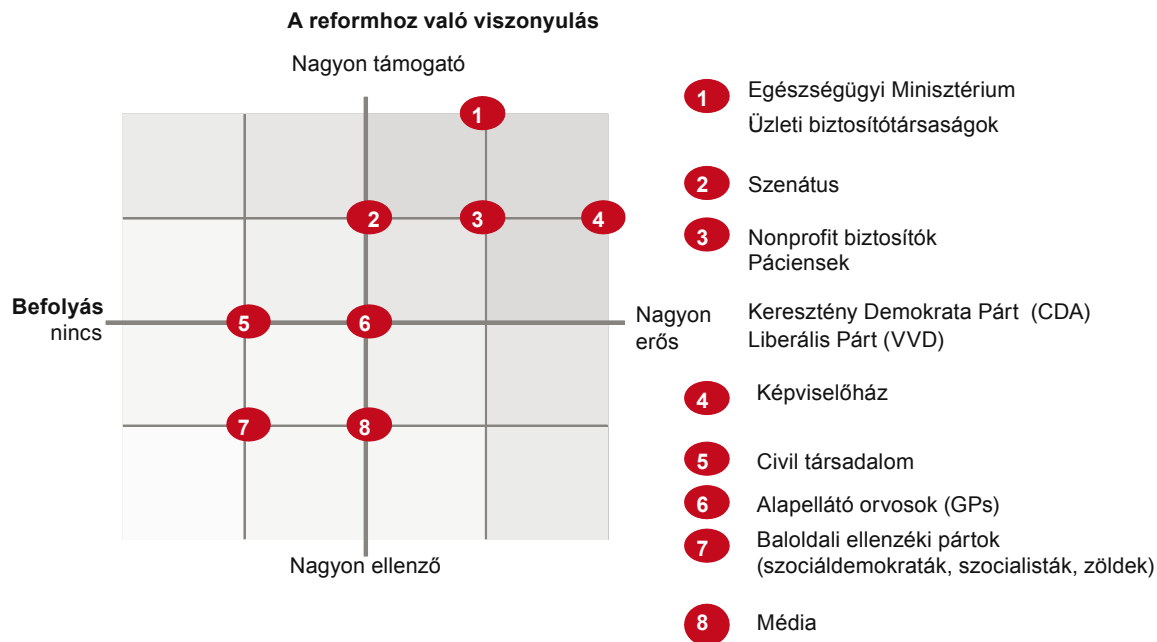 A reformhoz való viszonyulás
Nagyon támogató
1
2
3
4
Befolyás
nincs
5
6
Nagyon
erős
7
8
Nagyon ellenző
1 Egészségügyi Minisztérium
Üzleti biztosítótársaságok
2 Szenátus
3 Nonprofit biztosítók
Páciensek
Keresztény Demokrata Párt (CDA)
Liberális Párt (VVD)
4 Képviselőház
5 Civil társadalom
6 Alapellátó orvosok (GPs)
7 Baloldali ellenzéki pártok
(szociáldemokraták, szocialisták, zöldek)
8 Média